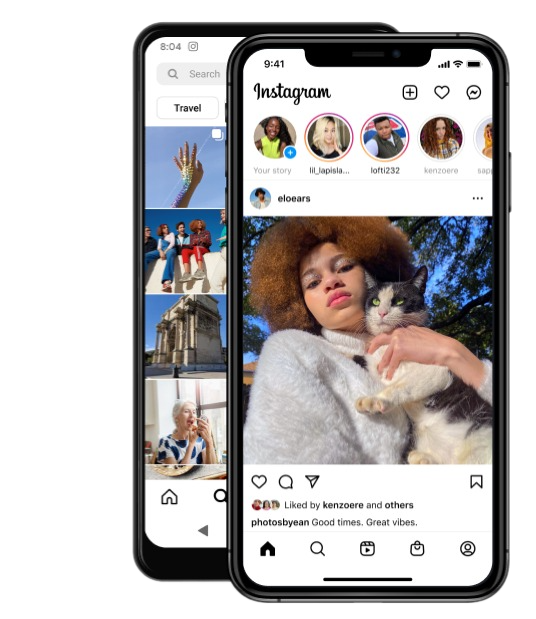 8:04
Search
Travel
9:41
Instagram
Your story
lil_lapisla...
lofti232
kenzoere
eloears
Liked by kenzoere and others
photosbyean Good times. Great vibes.